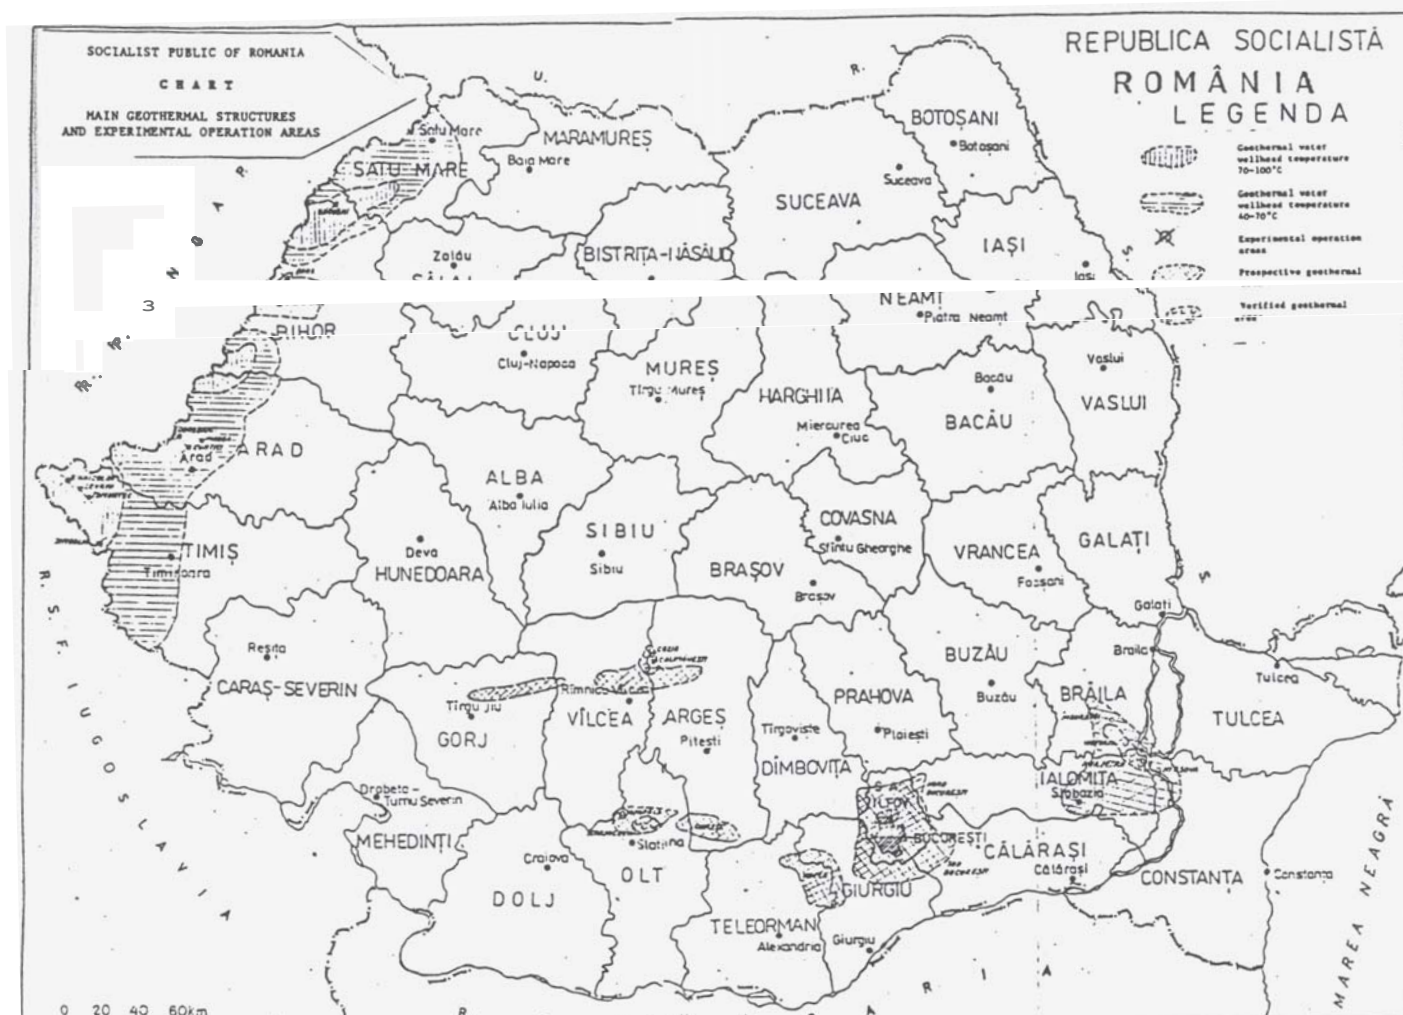 SOCIALIST PUBLIC OF ROMANIA
CHART
MAIN GEOTHERMAL STRUCTURES
AND EXPERIMENTAL OPERATION AREAS
REPUBLICA SOCIALISTĂ
ROMÂNIA
LEGENDA
Geothermal water
wellhead temperature
70-100°C
Geothermal water
wellhead temperature
40-70°C
Experimental operation
areas
Prospective geothermal
Verified geothermal
area
U.
R.
S.
S.
R.
P.
A
R
O
N
3
R.
Satu Mare
SATU MARE
MARAMUREȘ
Baia Mare
SUCEAVA
Suceava
BOTOȘANI
Botoșani
Zalău
BISTRIȚA-NĂSĂUD
IAȘI
NEAMȚ
Piatra Neamț
BIHOR
CLUJ
Cluj-Napoca
MUREȘ
Tîrgu Mureș
HARGHITA
Miercurea
Ciuc
Bacău
BACĂU
Vaslui
VASLUI
ARAD
Arad
ALBA
Alba Iulia
TIMIȘ
Timișoara
Deva
HUNEDOARA
SIBIU
Sibiu
BRAȘOV
Brașov
COVASNA
Sfîntu Gheorghe
VRANCEA
Focșani
GALAȚI
Galați
Reșița
CARAȘ-SEVERIN
Tîrgu Jiu
GORJ
COZIA
CALIMANESTI
Rîmnicu Vîlcea
VÎLCEA
ARGEȘ
Pitești
Tîrgoviște
DÎMBOVIȚA
PRAHOVA
Ploiești
BUZĂU
Buzău
Brăila
BRĂILA
Tulcea
TULCEA
IALOMIȚA
Slobozia
Drobeta-
Turnu Severin
MEHEDINȚI
Craiova
DOLJ
Slatina
OLT
S A
ILFOV
BUCUREȘTI
CĂLĂRAȘI
Călărași
CONSTANȚA
Constanța
GIURGIU
Giurgiu
TELEORMAN
Alexandria
R. S. F. IUGOSLAVIA
MAREA NEAGRĂ
R
A
R
I
A
0 20 40 60km